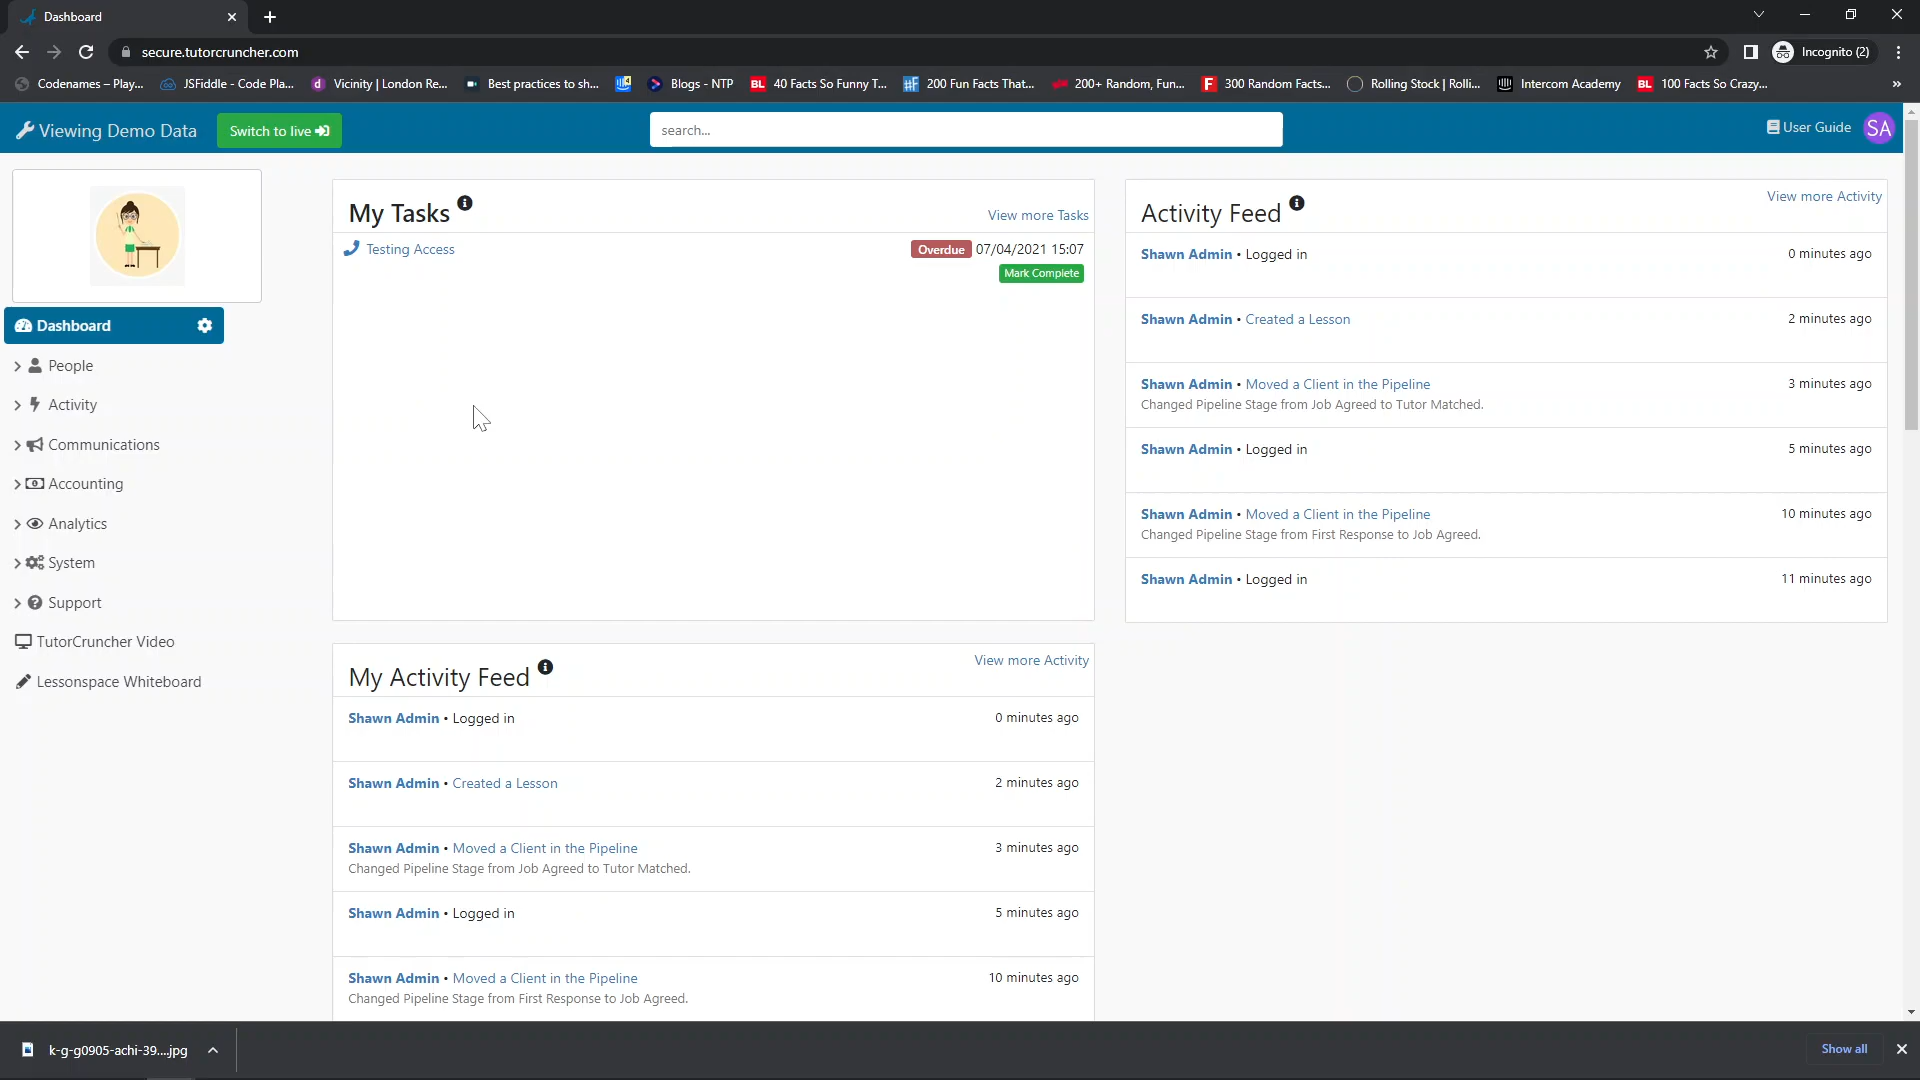 Dashboard
secure.tutorcruncher.com
Incognito (2)
Codenames – Play...
JSFiddle - Code Pla...
Vicinity | London Re...
Best practices to sh...
Blogs - NTP
BL 40 Facts So Funny T...
#F 200 Fun Facts That...
200+ Random, Fun...
F 300 Random Facts...
Rolling Stock | Rolli...
Intercom Academy
BL 100 Facts So Crazy...
»
Viewing Demo Data
Switch to live
search...
User Guide
SA
Dashboard
People
Activity
Communications
Accounting
Analytics
System
Support
TutorCruncher Video
Lessonspace Whiteboard
My Tasks
View more Tasks
Testing Access
Overdue 07/04/2021 15:07
Mark Complete
Activity Feed
View more Activity
Shawn Admin • Logged in
0 minutes ago
Shawn Admin • Created a Lesson
2 minutes ago
Shawn Admin • Moved a Client in the Pipeline
3 minutes ago
Changed Pipeline Stage from Job Agreed to Tutor Matched.
Shawn Admin • Logged in
5 minutes ago
Shawn Admin • Moved a Client in the Pipeline
10 minutes ago
Changed Pipeline Stage from First Response to Job Agreed.
Shawn Admin • Logged in
11 minutes ago
My Activity Feed
View more Activity
Shawn Admin • Logged in
0 minutes ago
Shawn Admin • Created a Lesson
2 minutes ago
Shawn Admin • Moved a Client in the Pipeline
3 minutes ago
Changed Pipeline Stage from Job Agreed to Tutor Matched.
Shawn Admin • Logged in
5 minutes ago
Shawn Admin • Moved a Client in the Pipeline
10 minutes ago
Changed Pipeline Stage from First Response to Job Agreed.
k-g-g0905-achi-39....jpg
Show all